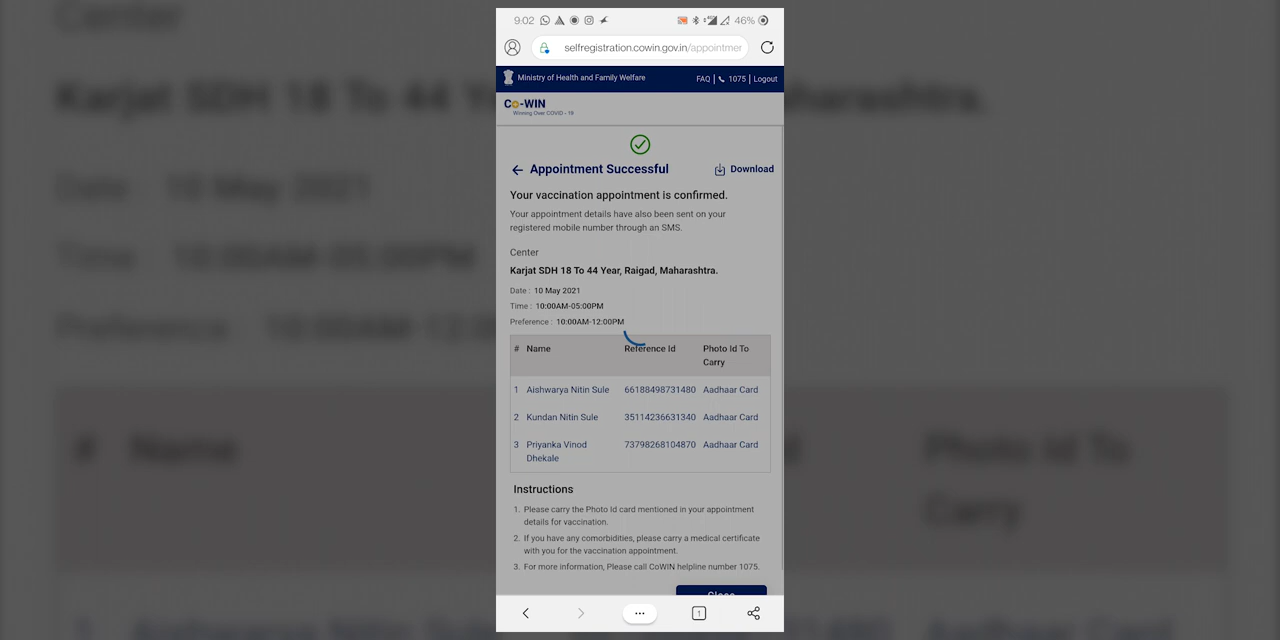 9:02
46%
selfregistration.cowin.gov.in/appointmer
Ministry of Health and Family Welfare
FAQ | 1075 | Logout
Co-WIN
Winning Over COVID - 19
Appointment Successful
Download
Your vaccination appointment is confirmed.
Your appointment details have also been sent on your
registered mobile number through an SMS.
Center
Karjat SDH 18 To 44 Year, Raigad, Maharashtra.
Date : 10 May 2021
Time : 10:00AM-05:00PM
Preference : 10:00AM-12:00PM
# Name Reference Id Photo Id To
Carry
1 Aishwarya Nitin Sule 66188498731480 Aadhaar Card
2 Kundan Nitin Sule 35114236631340 Aadhaar Card
3 Priyanka Vinod 73798268104870 Aadhaar Card
Dhekale
Instructions
1. Please carry the Photo Id card mentioned in your appointment
details for vaccination.
2. If you have any comorbidities, please carry a medical certificate
with you for the vaccination appointment.
3. For more information, Please call CoWIN helpline number 1075.
Close
1